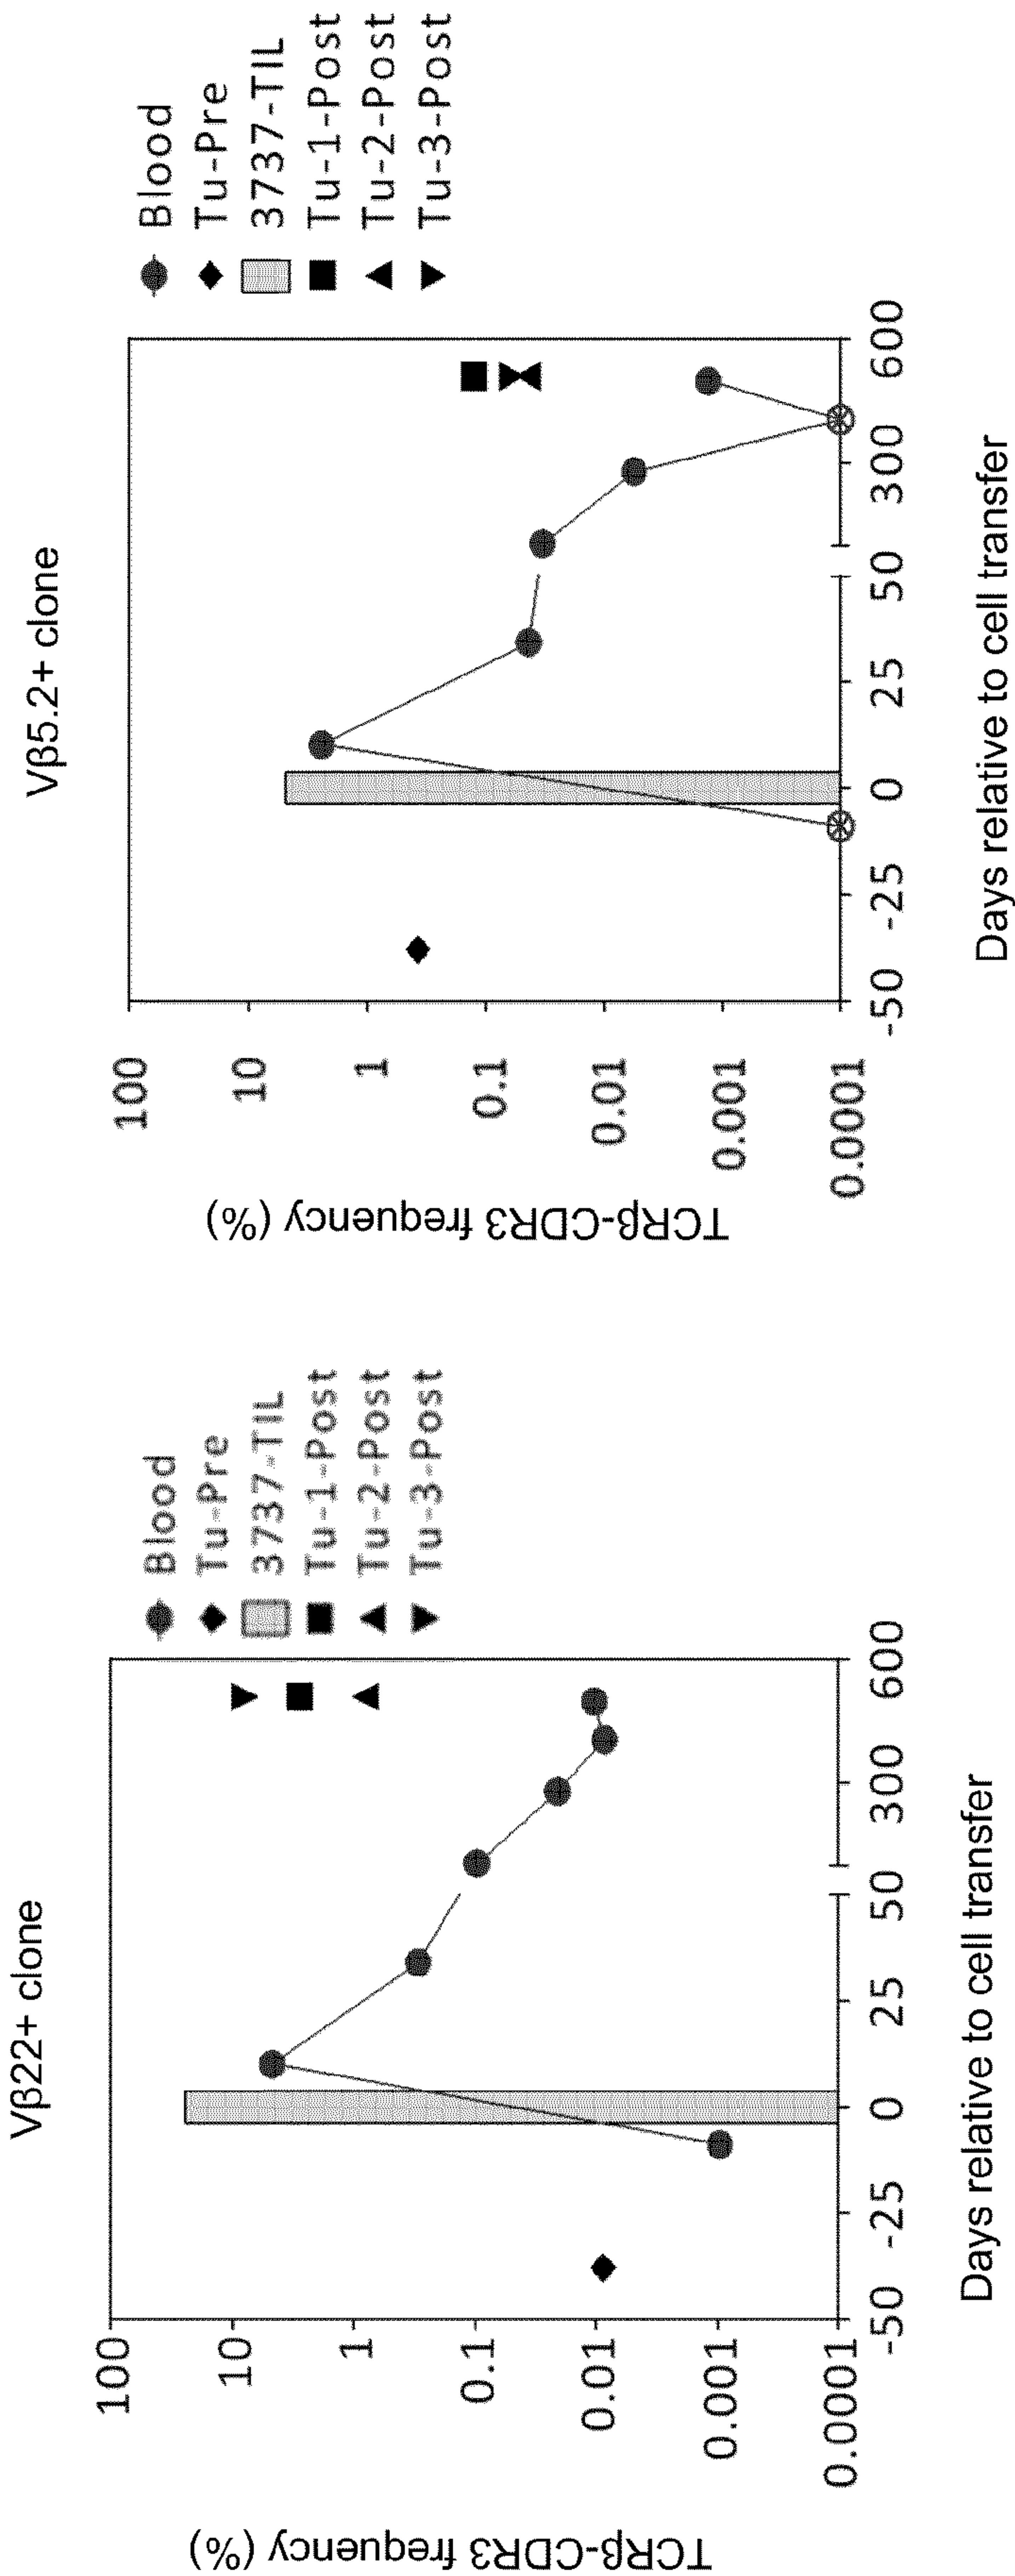 Vβ22+ clone
TCRβ-CDR3 frequency (%)
100
10
1
0.1
0.01
0.001
0.0001
-50
-25
0
25
50
300
600
Days relative to cell transfer
Blood
Tu-Pre
3737-TIL
Tu-1-Post
Tu-2-Post
Tu-3-Post
Vβ5.2+ clone
TCRβ-CDR3 frequency (%)
100
10
1
0.1
0.01
0.001
0.0001
-50
-25
0
25
50
300
600
Days relative to cell transfer
Blood
Tu-Pre
3737-TIL
Tu-1-Post
Tu-2-Post
Tu-3-Post